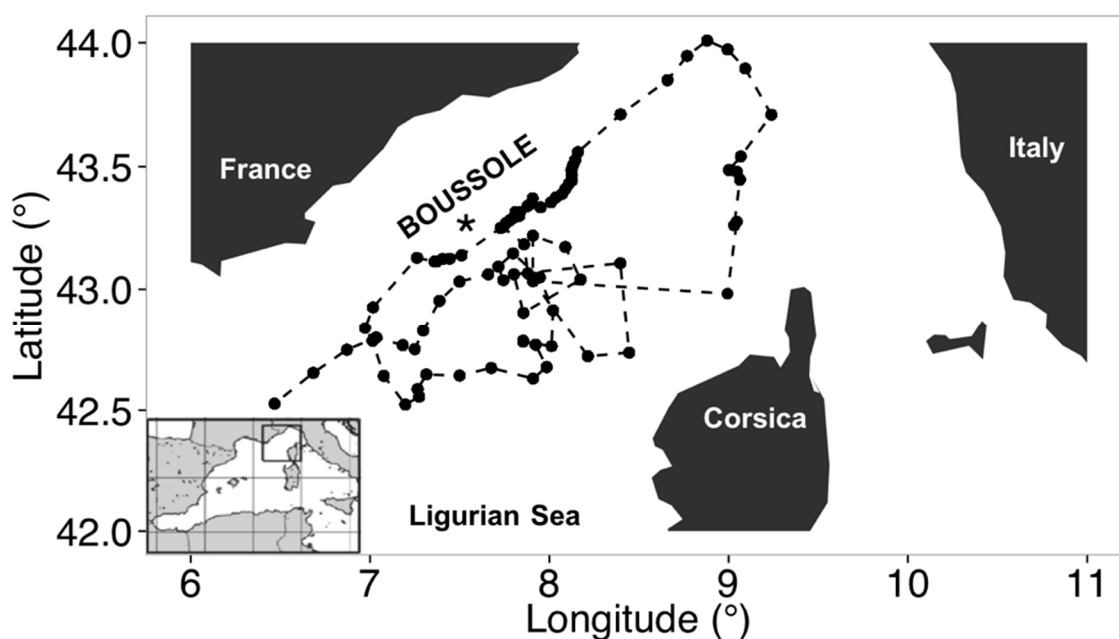 44.0
43.5
43.0
42.5
42.0
Latitude (°)
France
BOUSSOLE
*
Italy
Corsica
Ligurian Sea
6 7 8 9 10 11
Longitude (°)